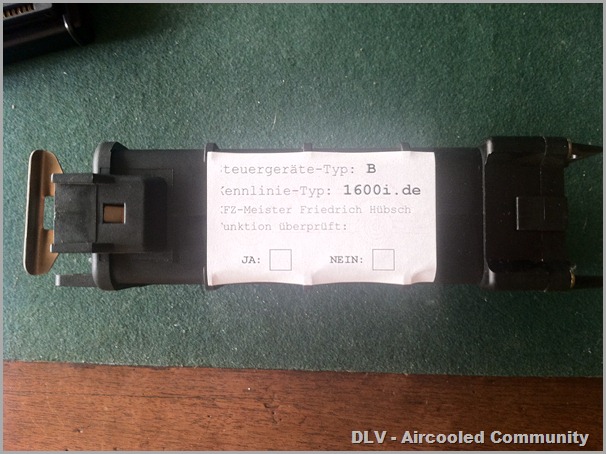 teuergeräte-Typ: B
ennlinie-Typ: 1600i.de
FZ-Meister Friedrich Hübsch
unktion überprüft:
JA: NEIN:
DLV - Aircooled Community